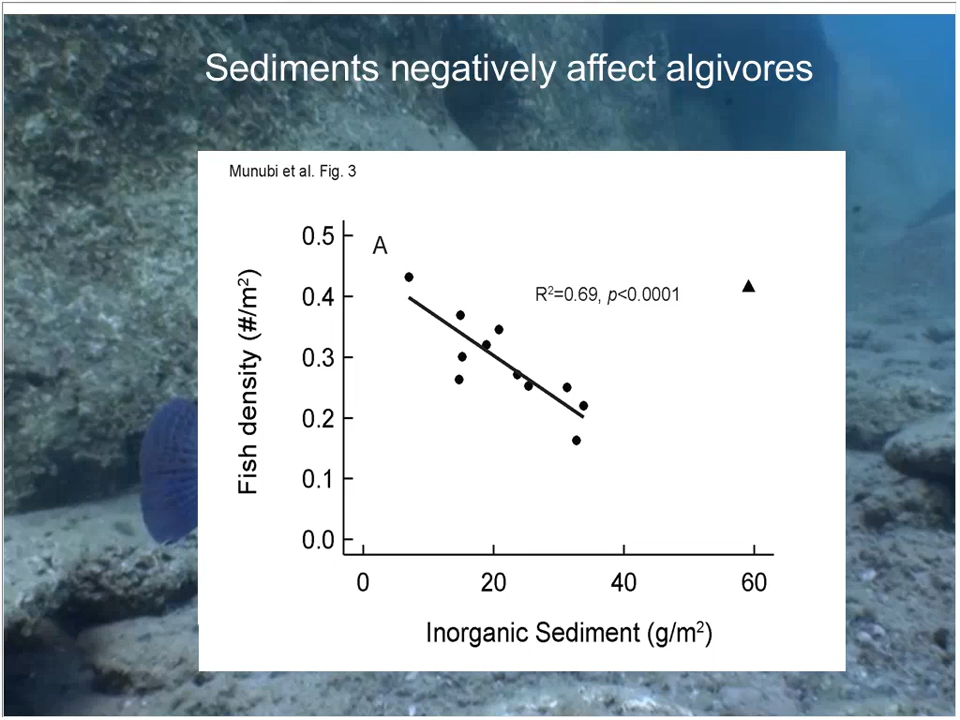 Sediments negatively affect algivores
Munubi et al. Fig. 3
A
R²=0.69, p<0.0001
Fish density (#/m²)
0.5
0.4
0.3
0.2
0.1
0.0
0 20 40 60
Inorganic Sediment (g/m²)